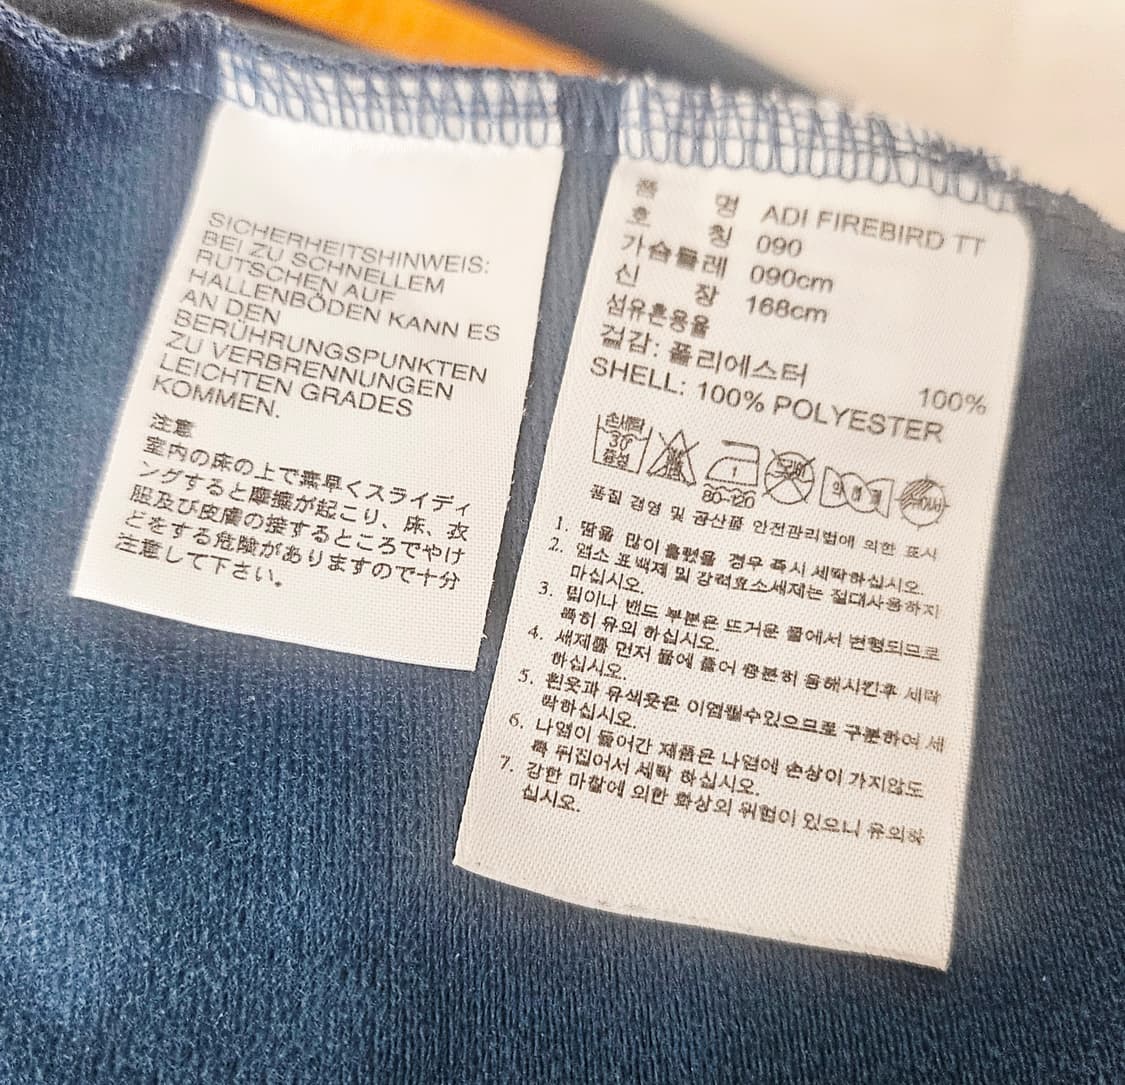 SICHERHEITSHINWEIS:
BEI ZU SCHNELLEM
RUTSCHEN AUF
HALLENBÖDEN KANN ES
AN DEN
BERÜHRUNGSPUNKTEN
ZU VERBRENNUNGEN
LEICHTEN GRADES
KOMMEN.
注意
室内の床の上で素早くスライディ
ングすると摩擦が起こり、床、衣
服及び皮膚の接するところでやけ
どをする危険がありますので十分
注意して下さい。
품 명 ADI FIREBIRD TT
호 칭 090
가슴둘레 090cm
신 장 168cm
섬유혼용율
겉감: 폴리에스터 100%
SHELL: 100% POLYESTER
손세탁
30
중성
80-120
품질 경영 및 공산품 안전관리법에 의한 표시
1. 땀을 많이 흘렸을 경우 즉시 세탁하십시오.
2. 염소 표백제 및 강력효소세제는 절대사용하지
마십시오.
3. 립이나 밴드 부분은 뜨거운 물에서 변형되므로
특히 유의 하십시오.
4. 세제를 먼저 물에 풀어 충분히 용해시킨후 세탁
하십시오.
5. 흰옷과 유색옷은 이염될수있으므로 구분하여 세
탁하십시오.
6. 나염이 들어간 제품은 나염에 손상이 가지않도
록 뒤집어서 세탁 하십시오.
7. 강한 마찰에 의한 화상의 위험이 있으니 유의하
십시오.